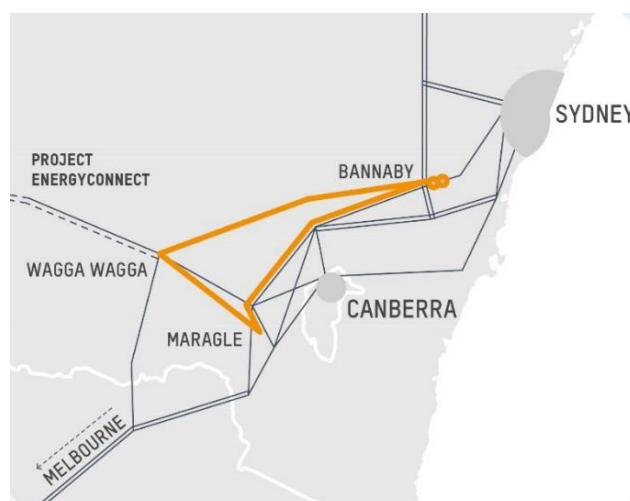 SYDNEY
PROJECT
ENERGYCONNECT
BANNABY
WAGGA WAGGA
CANBERRA
MARAGLE
MELBOURNE